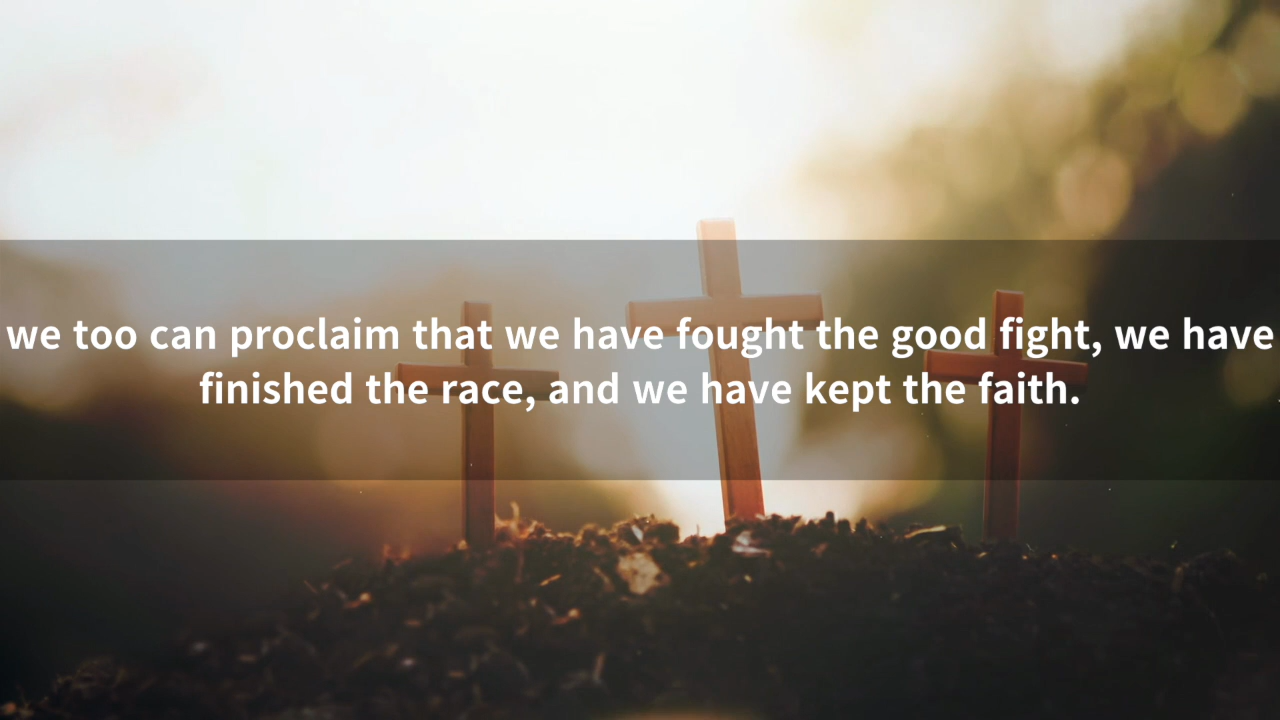 we too can proclaim that we have fought the good fight, we have
finished the race, and we have kept the faith.